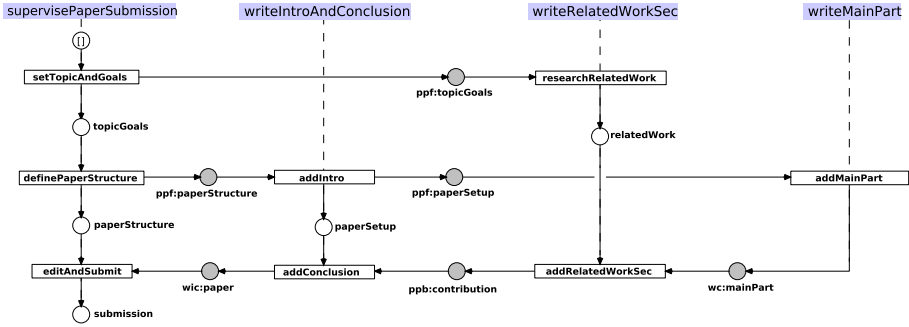 supervisePaperSubmission
writeIntroAndConclusion
writeRelatedWorkSec
writeMainPart
[]
setTopicAndGoals
researchRelatedWork
ppf:topicGoals
topicGoals
relatedWork
definePaperStructure
addIntro
addMainPart
ppf:paperStructure
ppf:paperSetup
paperStructure
paperSetup
editAndSubmit
addConclusion
addRelatedWorkSec
wic:paper
ppb:contribution
wc:mainPart
submission